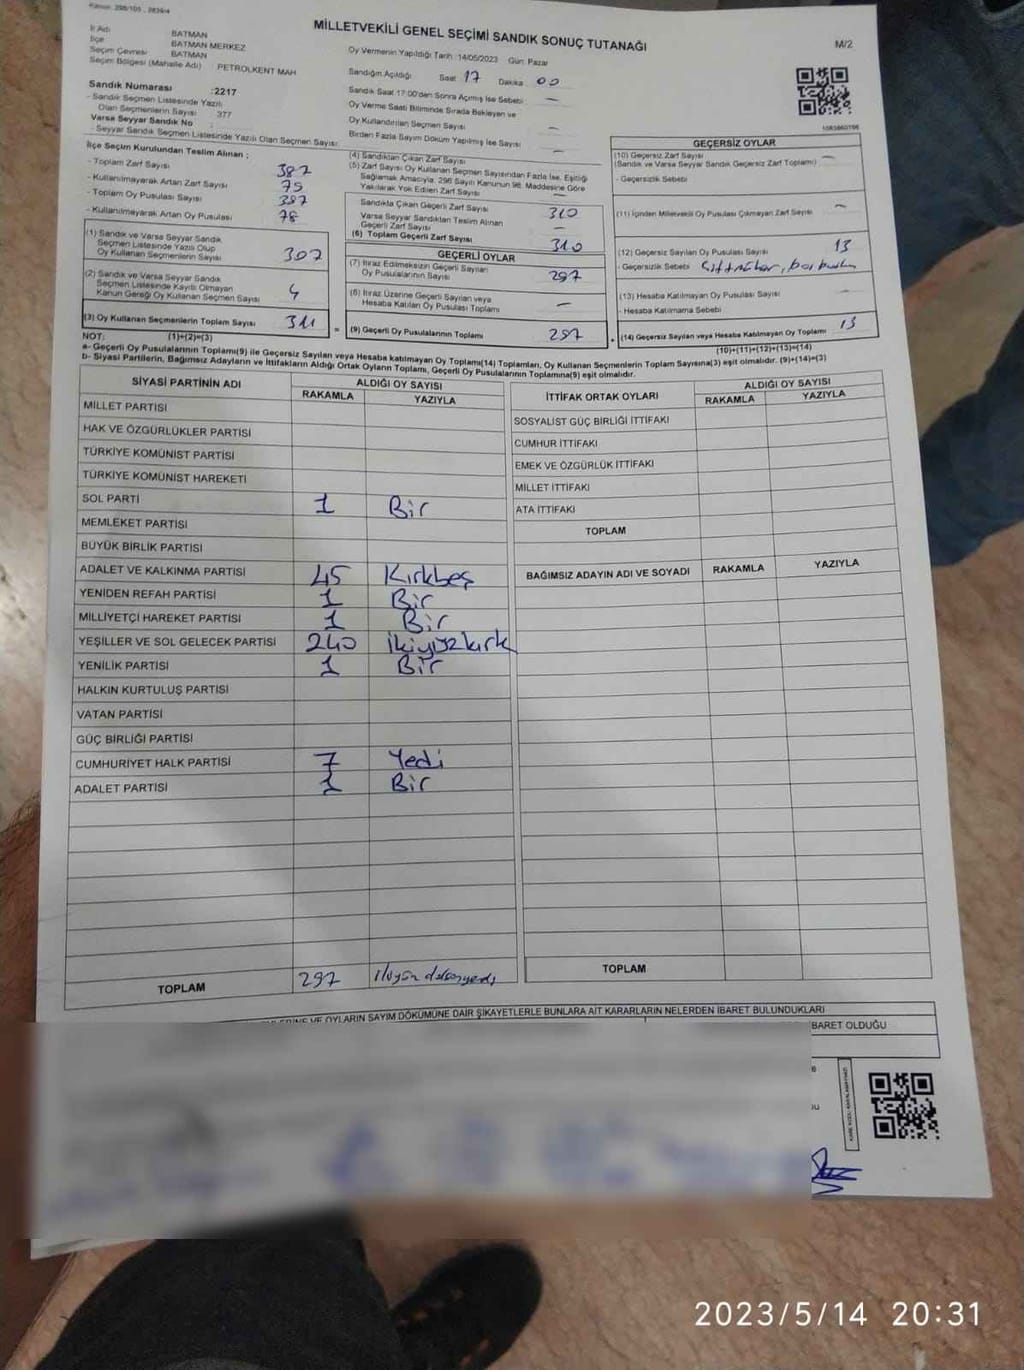 MİLLETVEKİLİ GENEL SEÇİMİ SANDIK SONUÇ TUTANAĞI
M/2
İl Adı BATMAN
İlçe BATMAN MERKEZ
Seçim Çevresi BATMAN
Seçim Bölgesi (Mahalle Adı) PETROLKENT MAH
Sandık Numarası :2217
- Sandık Seçmen Listesinde Yazılı
Olan Seçmenlerin Sayısı 377
Varsa Seyyar Sandık No
- Seyyar Sandık Seçmen Listesinde Yazılı Olan Seçmen Sayısı:
Oy Vermenin Yapıldığı Tarih : 14/05/2023 Gün: Pazar
Sandığın Açıldığı Saat 17 Dakika 00
Sandık Saat 17:00'den Sonra Açılmış İse Sebebi —
Oy Verme Saati Bitiminde Sırada Bekleyen ve
Oy Kullandırılan Seçmen Sayısı —
Birden Fazla Sayım Döküm Yapılmış İse Sayısı —
İlçe Seçim Kurulundan Teslim Alınan ;
- Toplam Zarf Sayısı 387
- Kullanılmayarak Artan Zarf Sayısı 75
- Toplam Oy Pusulası Sayısı 387
- Kullanılmayarak Artan Oy Pusulası 78
(1) Sandık ve Varsa Seyyar Sandık
Seçmen Listesinde Yazılı Olup
Oy Kullanan Seçmenlerin Sayısı 307
(2) Sandık ve Varsa Seyyar Sandık
Seçmen Listesinde Kayıtlı Olmayan
Kanun Gereği Oy Kullanan Seçmen Sayısı 4
(3) Oy Kullanan Seçmenlerin Toplam Sayısı 311
(4) Sandıktan Çıkan Zarf Sayısı
(5) Zarf Sayısı Oy Kullanan Seçmen Sayısından Fazla İse, Eşitliği
Sağlamak Amacıyla, 298 Sayılı Kanunun 98. Maddesine Göre
Yakılarak Yok Edilen Zarf Sayısı —
Sandıkta Çıkan Geçerli Zarf Sayısı 310
Varsa Seyyar Sandıktan Teslim Alınan
Geçerli Zarf Sayısı —
(6) Toplam Geçerli Zarf Sayısı 310
GEÇERLİ OYLAR
(7) İtiraz Edilmeksizin Geçerli Sayılan
Oy Pusulalarının Sayısı 297
(8) İtiraz Üzerine Geçerli Sayılan veya
Hesaba Katılan Oy Pusulası Toplamı —
(9) Geçerli Oy Pusulalarının Toplamı 297
GEÇERSİZ OYLAR
(10) Geçersiz Zarf Sayısı —
(Sandık ve Varsa Seyyar Sandık Geçersiz Zarf Toplamı)
- Geçersizlik Sebebi
(11) İçinden Milletvekili Oy Pusulası Çıkmayan Zarf Sayısı —
(12) Geçersiz Sayılan Oy Pusulası Sayısı 13
- Geçersizlik Sebebi
(13) Hesaba Katılmayan Oy Pusulası Sayısı —
- Hesaba Katılmama Sebebi
(14) Geçersiz Sayılan veya Hesaba Katılmayan Oy Toplamı 13
NOT: (1)+(2)=(3) (10)+(11)+(12)+(13)=(14)
a- Geçerli Oy Pusulalarının Toplamı(9) ile Geçersiz Sayılan veya Hesaba katılmayan Oy Toplamı(14) Toplamları, Oy Kullanan Seçmenlerin Toplam Sayısına(3) eşit olmalıdır. (9)+(14)=(3)
b- Siyasi Partilerin, Bağımsız Adayların ve İttifakların Aldığı Ortak Oyların Toplamı, Geçerli Oy Pusulalarının Toplamına(9) eşit olmalıdır.
SİYASİ PARTİNİN ADI ALDIĞI OY SAYISI
RAKAMLA YAZIYLA
MİLLET PARTİSİ
HAK VE ÖZGÜRLÜKLER PARTİSİ
TÜRKİYE KOMÜNİST PARTİSİ
TÜRKİYE KOMÜNİST HAREKETİ
SOL PARTİ 1 Bir
MEMLEKET PARTİSİ
BÜYÜK BİRLİK PARTİSİ
ADALET VE KALKINMA PARTİSİ 45 Kırkbeş
YENİDEN REFAH PARTİSİ 1 Bir
MİLLİYETÇİ HAREKET PARTİSİ 1 Bir
YEŞİLLER VE SOL GELECEK PARTİSİ 240 ikiyüzkırk
YENİLİK PARTİSİ 1 Bir
HALKIN KURTULUŞ PARTİSİ
VATAN PARTİSİ
GÜÇ BİRLİĞİ PARTİSİ
CUMHURİYET HALK PARTİSİ 7 Yedi
ADALET PARTİSİ 1 Bir
TOPLAM 297
İTTİFAK ORTAK OYLARI ALDIĞI OY SAYISI
RAKAMLA YAZIYLA
SOSYALİST GÜÇ BİRLİĞİ İTTİFAKI
CUMHUR İTTİFAKI
EMEK VE ÖZGÜRLÜK İTTİFAKI
MİLLET İTTİFAKI
ATA İTTİFAKI
TOPLAM
BAĞIMSIZ ADAYIN ADI VE SOYADI RAKAMLA YAZIYLA
TOPLAM
VE OYLARIN SAYIM DÖKÜMÜNE DAİR ŞİKAYETLERLE BUNLARA AİT KARARLARIN NELERDEN İBARET BULUNDUKLARI
İBARET OLDUĞU
2023/5/14 20:31